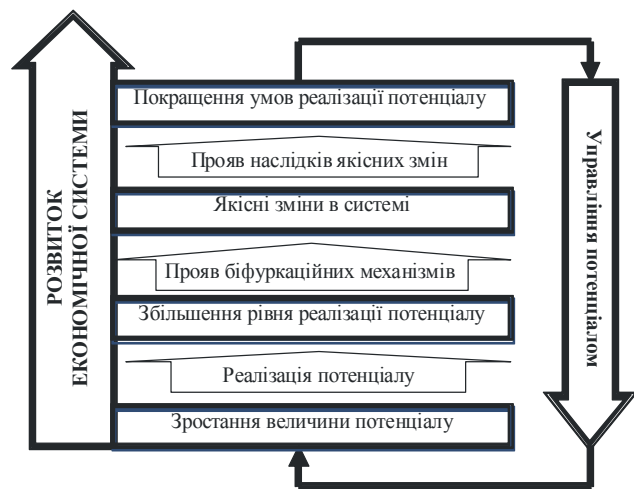 РОЗВИТОК
ЕКОНОМІЧНОЇ СИСТЕМИ
Покращення умов реалізації потенціалу
Прояв наслідків якісних змін
Якісні зміни в системі
Прояв біфуркаційних механізмів
Збільшення рівня реалізації потенціалу
Реалізація потенціалу
Зростання величини потенціалу
Управління потенціалом